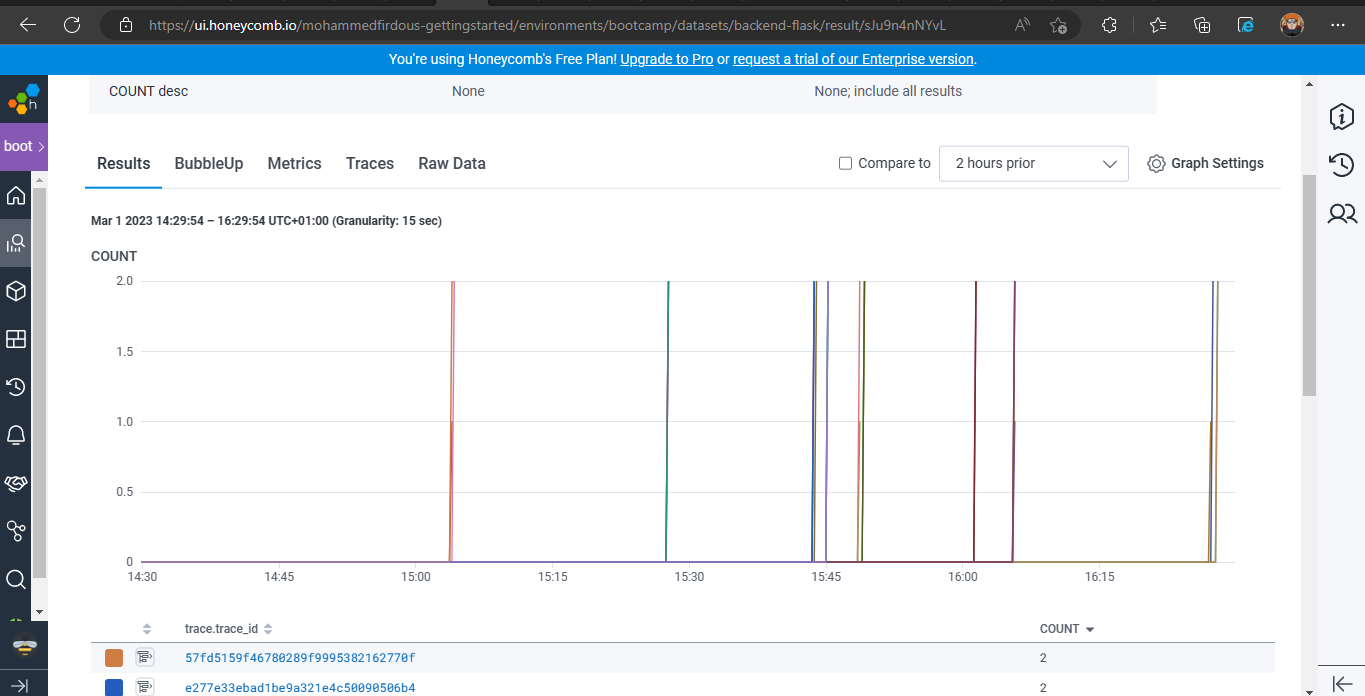 https://ui.honeycomb.io/mohammedfirdous-gettingstarted/environments/bootcamp/datasets/backend-flask/result/sJu9n4nNYvL
You're using Honeycomb's Free Plan! Upgrade to Pro or request a trial of our Enterprise version.
h
boot >
COUNT desc None None; include all results
Results BubbleUp Metrics Traces Raw Data Compare to 2 hours prior Graph Settings
Mar 1 2023 14:29:54 – 16:29:54 UTC+01:00 (Granularity: 15 sec)
COUNT
2.0
1.5
1.0
0.5
0
14:30 14:45 15:00 15:15 15:30 15:45 16:00 16:15
trace.trace_id COUNT
57fd5159f46780289f9995382162770f 2
e277e33ebad1be9a321e4c50090506b4 2